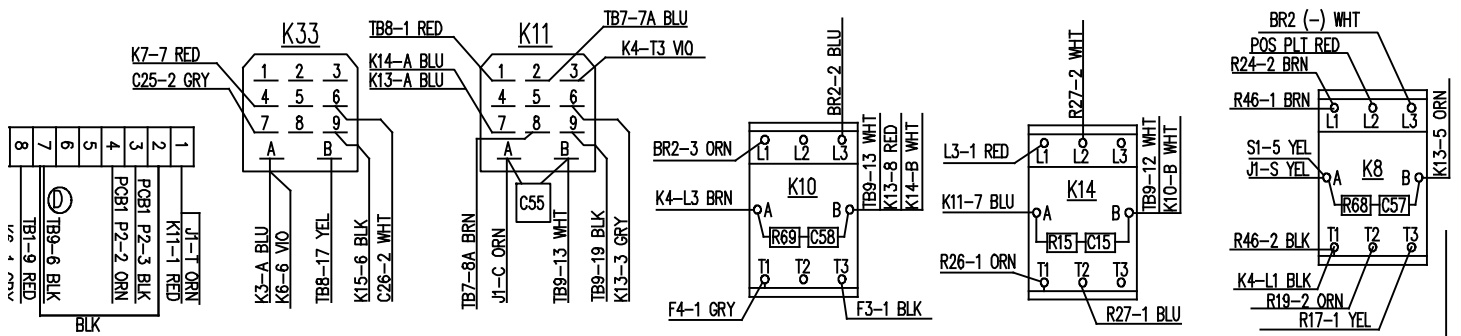 8 7 6 5 4 3 2 1
D
TB1-9 RED
TB9-6 BLK
PCB1 P2-2 ORN
PCB1 P2-3 BLK
K11-1 RED
J1-T ORN
BLK
K33
K7-7 RED
C25-2 GRY
1 2 3
4 5 6
7 8 9
A B
K3-A BLU
K6-6 VIO
TB8-17 YEL
K15-6 BLK
C26-2 WHT
K11
TB8-1 RED
TB7-7A BLU
K4-T3 VIO
K14-A BLU
K13-A BLU
1 2 3
4 5 6
7 8 9
A B
C55
TB7-8A BRN
J1-C ORN
TB9-13 WHT
TB9-19 BLK
K13-3 GRY
BR2-2 BLU
BR2-3 ORN
L1 L2 L3
K10
K4-L3 BRN
A B
R69 C58
T1 T2 T3
F4-1 GRY
F3-1 BLK
TB9-13 WHT
K13-8 RED
K14-B WHT
R27-2 WHT
L3-1 RED
L1 L2 L3
K14
K11-7 BLU
A B
R15 C15
T1 T2 T3
R26-1 ORN
R27-1 BLU
TB9-12 WHT
K10-B WHT
BR2 (-) WHT
POS PLT RED
R24-2 BRN
R46-1 BRN
L1 L2 L3
S1-5 YEL
J1-S YEL
K8
A B
R68 C57
K13-5 ORN
T1 T2 T3
R46-2 BLK
K4-L1 BLK
R19-2 ORN
R17-1 YEL